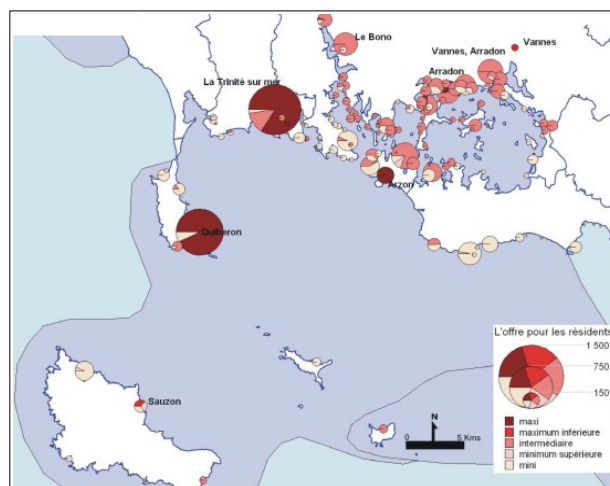 Le Bono
Vannes, Arradon
Vannes
Arradon
La Trinité sur mer
Arzon
Quiberon
Sauzon
N
0 5 Kms
L'offre pour les résidents
1 500
750
150
maxi
maximum inférieure
intermédiaire
minimum supérieure
mini